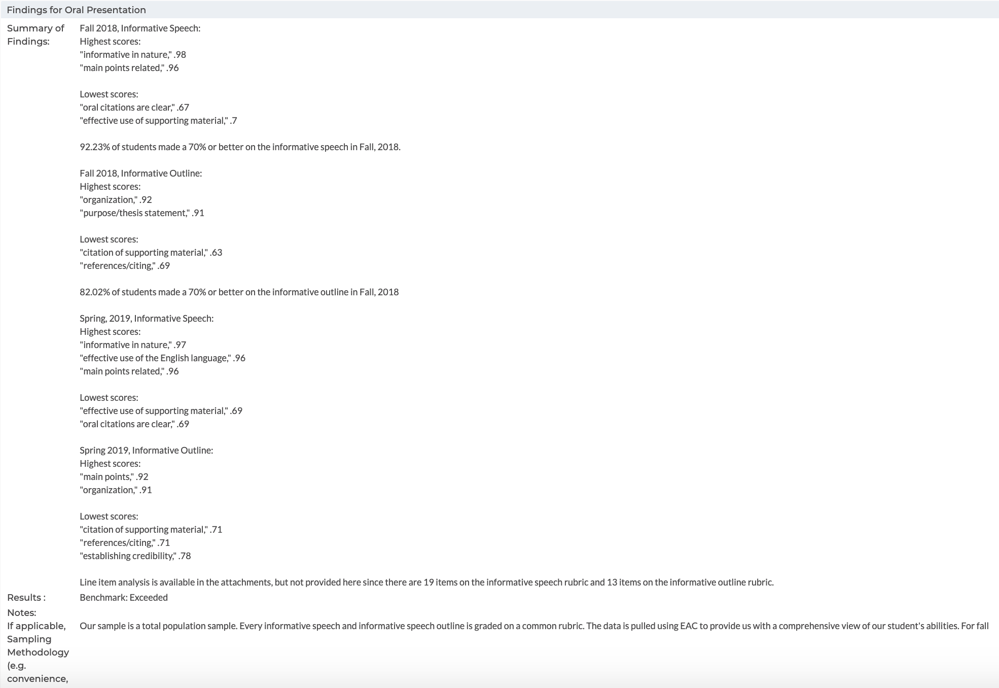 Findings for Oral Presentation
Summary of Findings:
Fall 2018, Informative Speech:
Highest scores:
"informative in nature," .98
"main points related," .96
Lowest scores:
"oral citations are clear," .67
"effective use of supporting material," .7
92.23% of students made a 70% or better on the informative speech in Fall, 2018.
Fall 2018, Informative Outline:
Highest scores:
"organization," .92
"purpose/thesis statement," .91
Lowest scores:
"citation of supporting material," .63
"references/citing," .69
82.02% of students made a 70% or better on the informative outline in Fall, 2018
Spring, 2019, Informative Speech:
Highest scores:
"informative in nature," .97
"effective use of the English language," .96
"main points related," .96
Lowest scores:
"effective use of supporting material," .69
"oral citations are clear," .69
Spring 2019, Informative Outline:
Highest scores:
"main points," .92
"organization," .91
Lowest scores:
"citation of supporting material," .71
"references/citing," .71
"establishing credibility," .78
Line item analysis is available in the attachments, but not provided here since there are 19 items on the informative speech rubric and 13 items on the informative outline rubric.
Results :
Benchmark: Exceeded
Notes:
If applicable,
Sampling
Methodology
(e.g.
convenience,
Our sample is a total population sample. Every informative speech and informative speech outline is graded on a common rubric. The data is pulled using EAC to provide us with a comprehensive view of our student's abilities. For fall